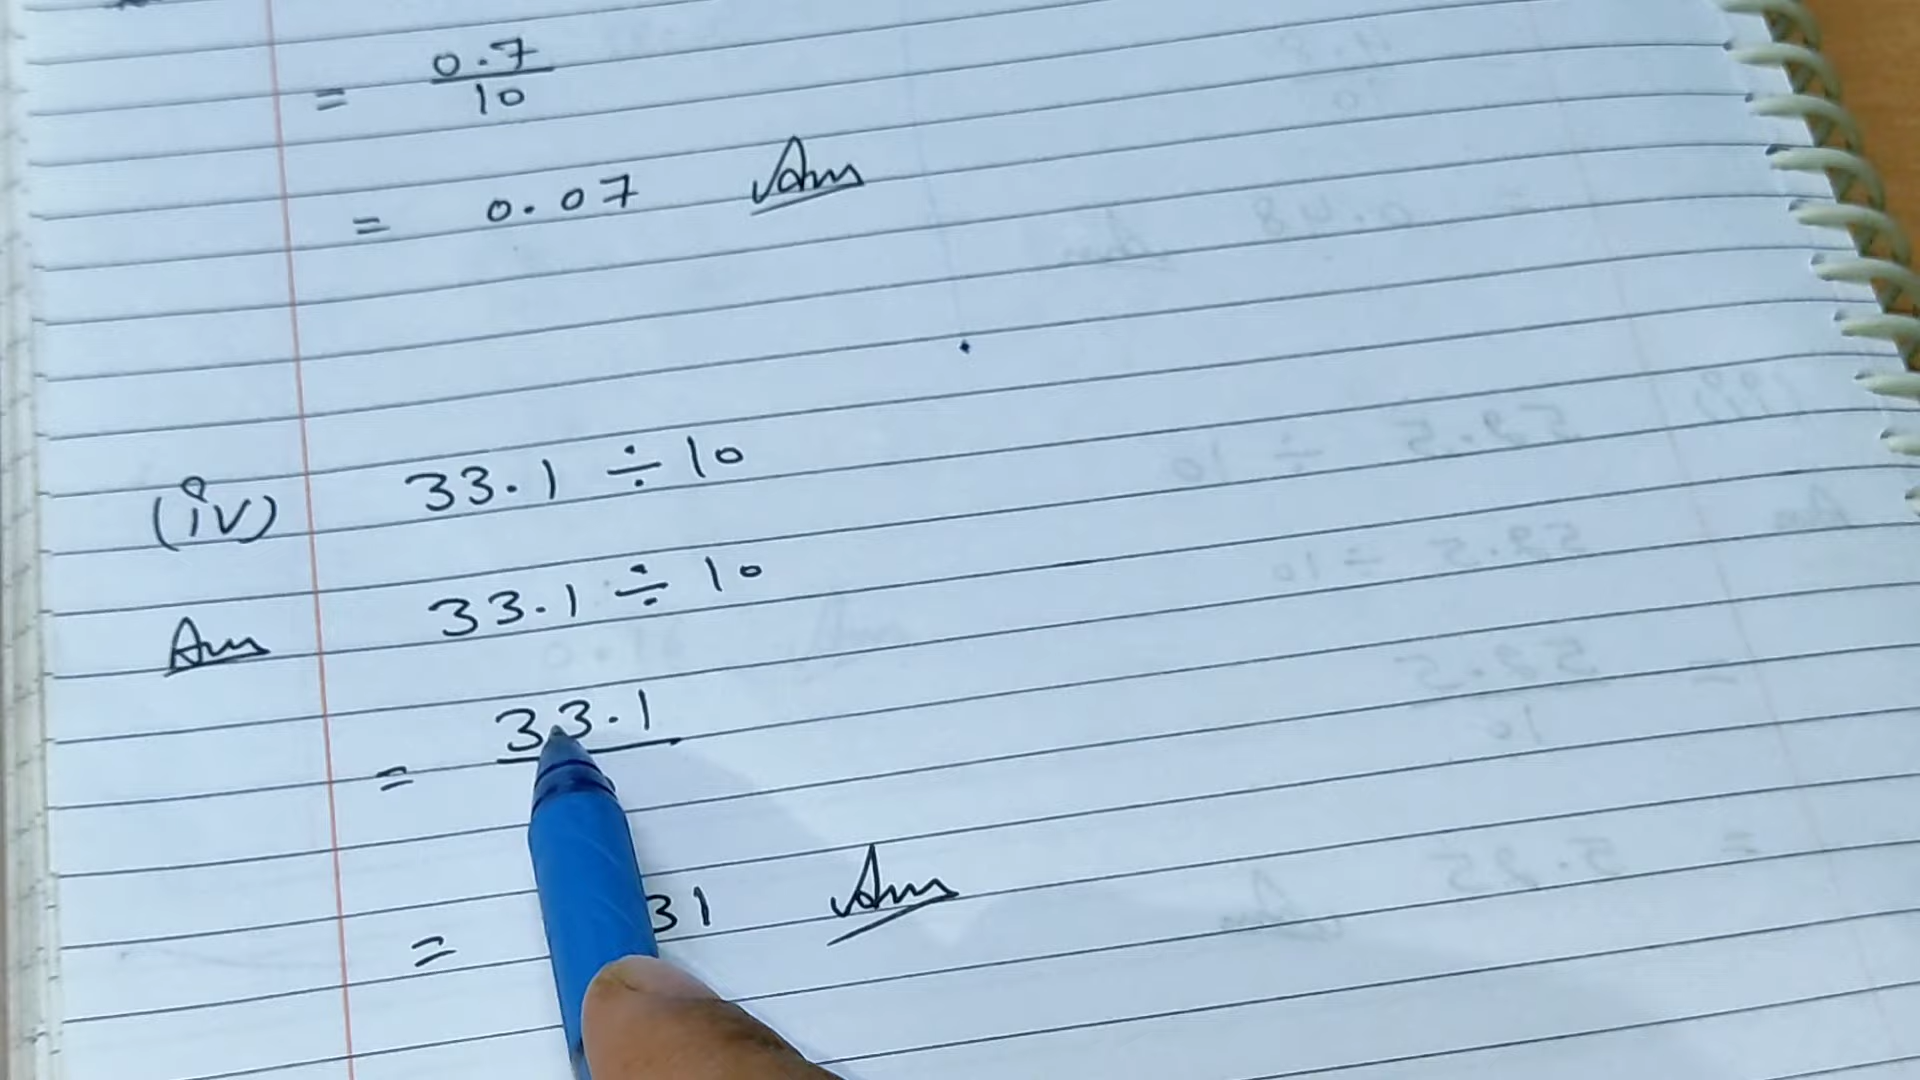 = 0.7
10
= 0.07 Ans
(iv) 33.1 ÷ 10
Ans 33.1 ÷ 10
= 33.1
= 31 Ans